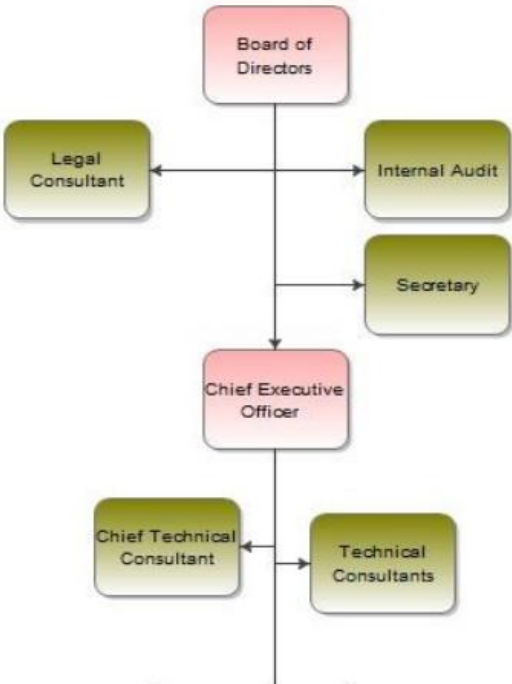 Board of
Directors
Legal
Consultant
Internal Audit
Secretary
Chief Executive
Officer
Chief Technical
Consultant
Technical
Consultants